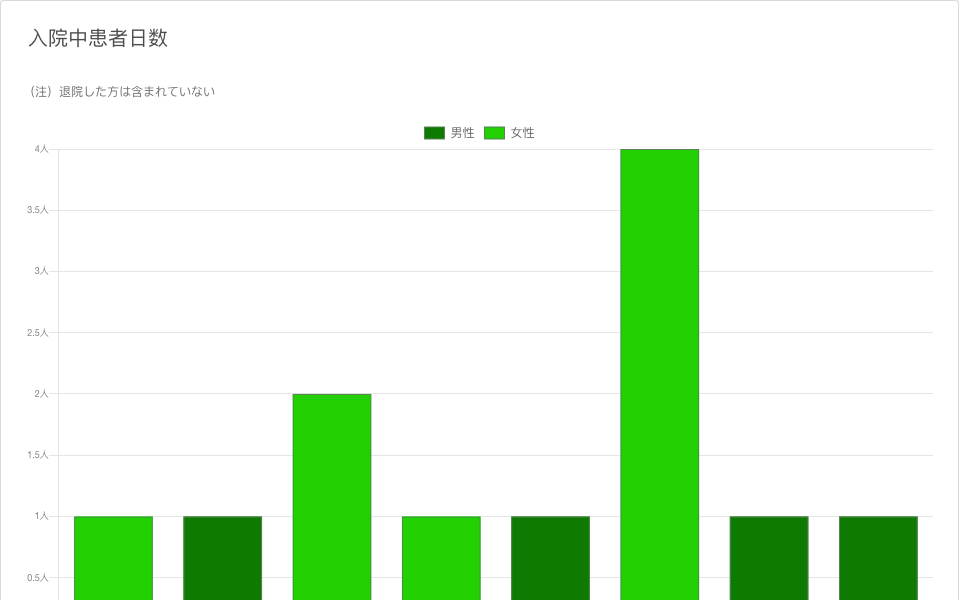 入院中患者日数
（注）退院した方は含まれていない
男性 女性
4人
3.5人
3人
2.5人
2人
1.5人
1人
0.5人